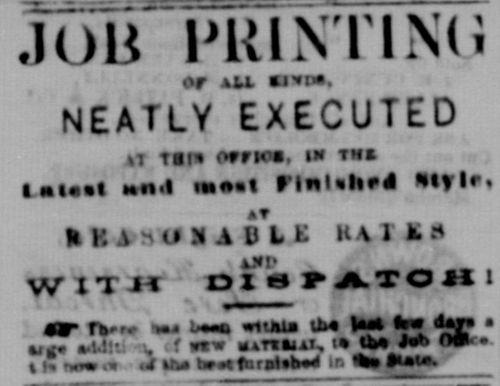 JOB PRINTING
OF ALL KINDS,
NEATLY EXECUTED
AT THIS OFFICE, IN THE
Latest and most Finished Style,
AT
REASONABLE RATES
AND
WITH DISPATCH!
There has been within the last few days a
arge addition, of NEW MATERIAL, to the Job Office.
t is now one of the best furnished in the State.